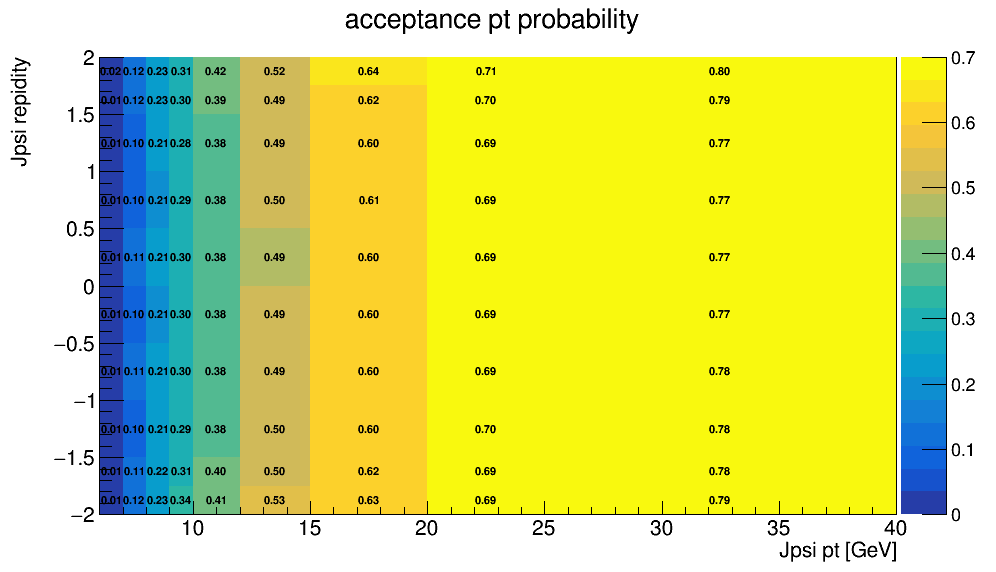 acceptance pt probability
Jpsi repidity
2
1.5
1
0.5
0
−0.5
−1
−1.5
−2
0.02 0.12 0.23 0.31 0.42 0.52 0.64 0.71 0.80
0.01 0.12 0.23 0.30 0.39 0.49 0.62 0.70 0.79
0.01 0.10 0.21 0.28 0.38 0.49 0.60 0.69 0.77
0.01 0.10 0.21 0.29 0.38 0.50 0.61 0.69 0.77
0.01 0.11 0.21 0.30 0.38 0.49 0.60 0.69 0.77
0.01 0.10 0.21 0.30 0.38 0.49 0.60 0.69 0.77
0.01 0.11 0.21 0.30 0.38 0.49 0.60 0.69 0.78
0.01 0.10 0.21 0.29 0.38 0.50 0.60 0.70 0.78
0.01 0.11 0.22 0.31 0.40 0.50 0.62 0.69 0.78
0.01 0.12 0.23 0.34 0.41 0.53 0.63 0.69 0.79
10 15 20 25 30 35 40
Jpsi pt [GeV]
0.7
0.6
0.5
0.4
0.3
0.2
0.1
0